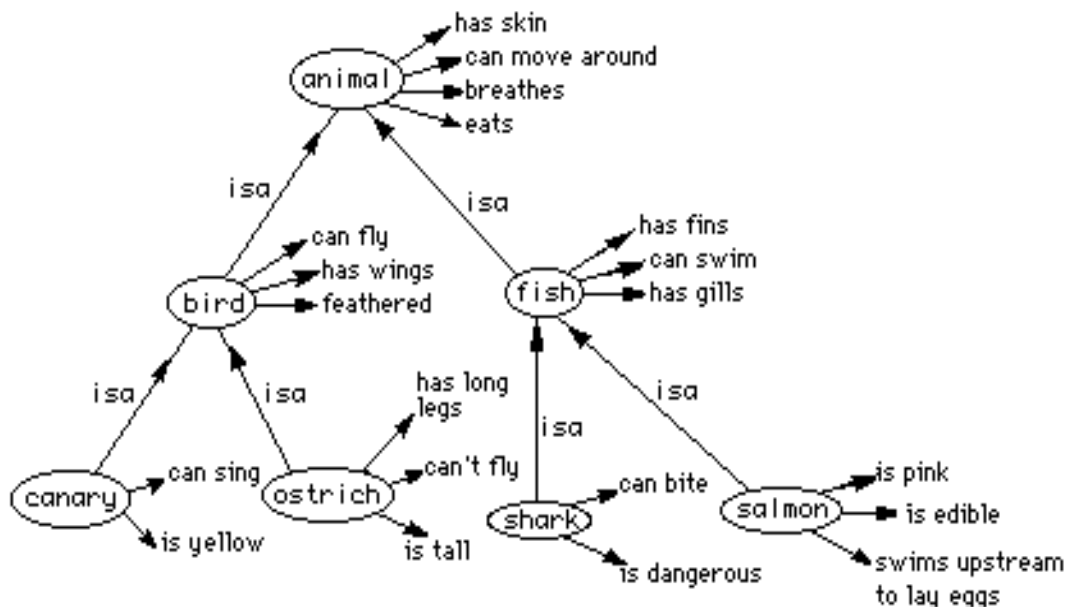 has skin
can move around
animal
breathes
eats
isa
isa
can fly
has wings
bird
feathered
has fins
can swim
fish
has gills
isa
isa
has long
legs
isa
isa
can sing
canary
is yellow
can't fly
ostrich
is tall
can bite
shark
is dangerous
is pink
salmon
is edible
swims upstream
to lay eggs